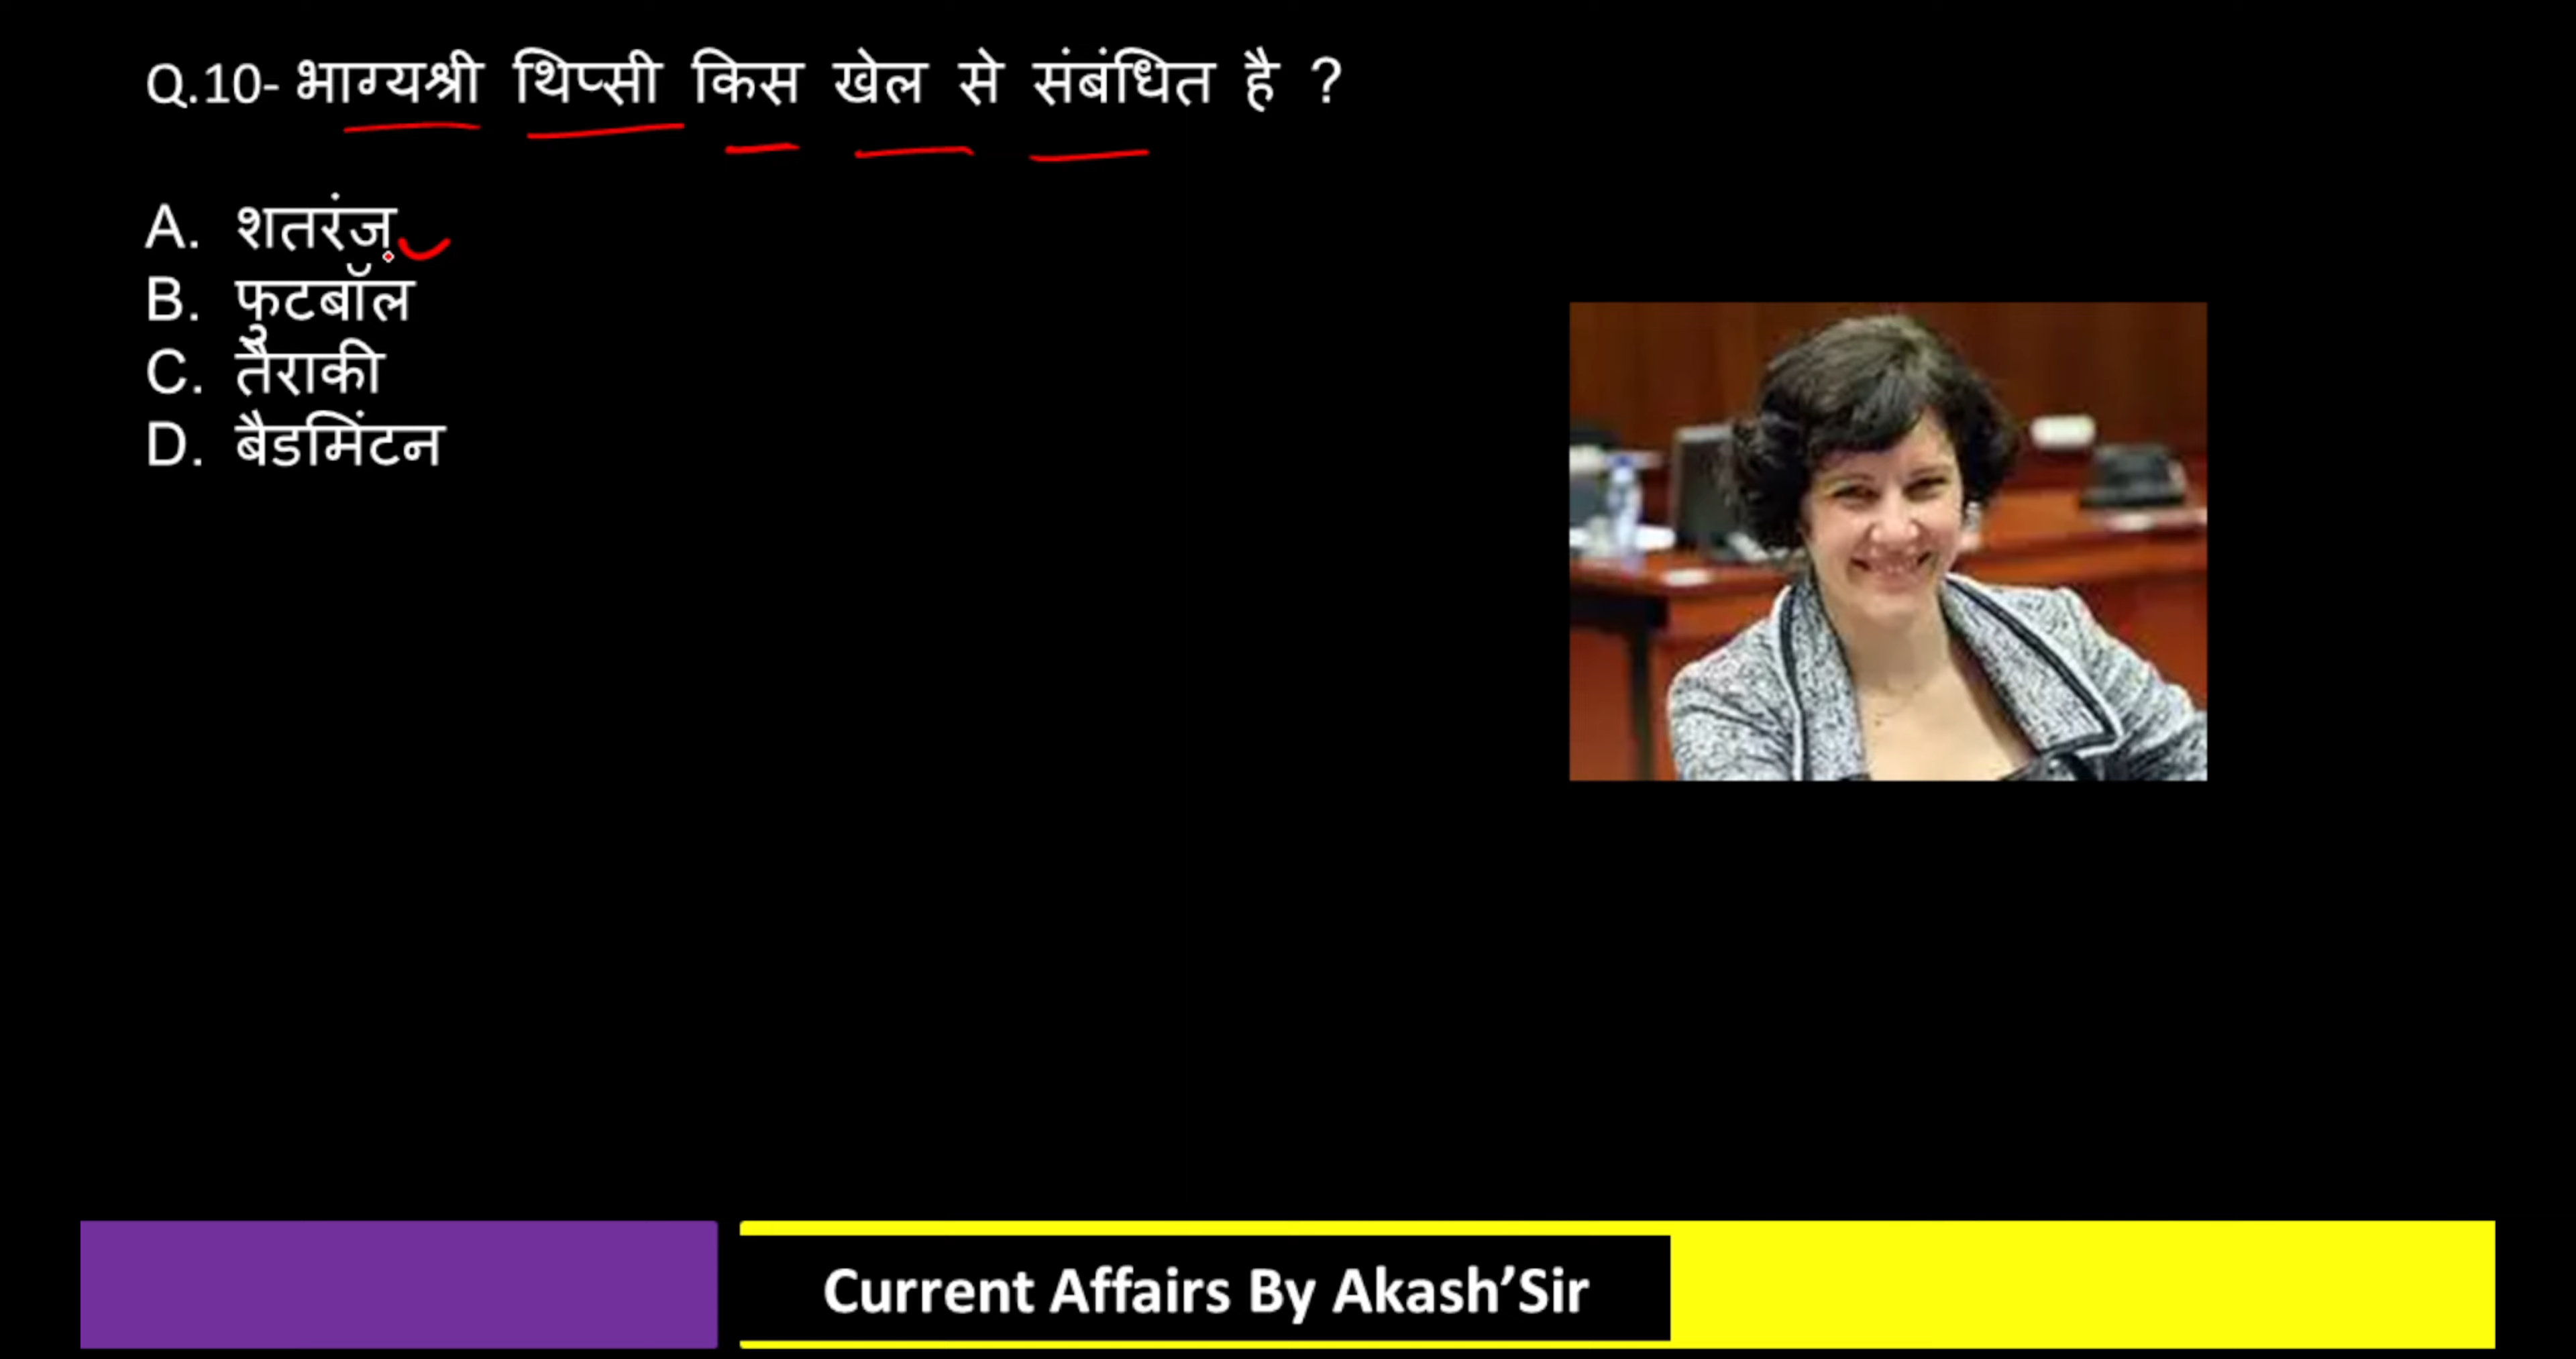 Q.10- भाग्यश्री थिप्सी किस खेल से संबंधित है ?
A. शतरंज़
B. फुटबॉल
C. तैराकी
D. बैडमिंटन
Current Affairs By Akash’Sir